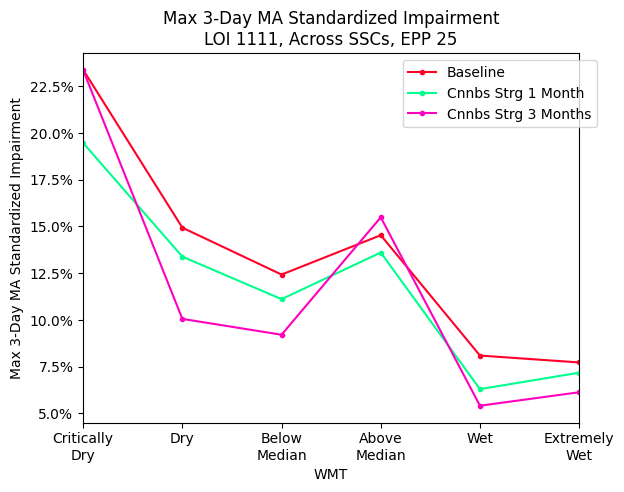 Max 3-Day MA Standardized Impairment
LOI 1111, Across SSCs, EPP 25
Baseline
Cnnbs Strg 1 Month
Cnnbs Strg 3 Months
Max 3-Day MA Standardized Impairment
22.5%
20.0%
17.5%
15.0%
12.5%
10.0%
7.5%
5.0%
Critically
Dry
Dry
Below
Median
Above
Median
Wet
Extremely
Wet
WMT